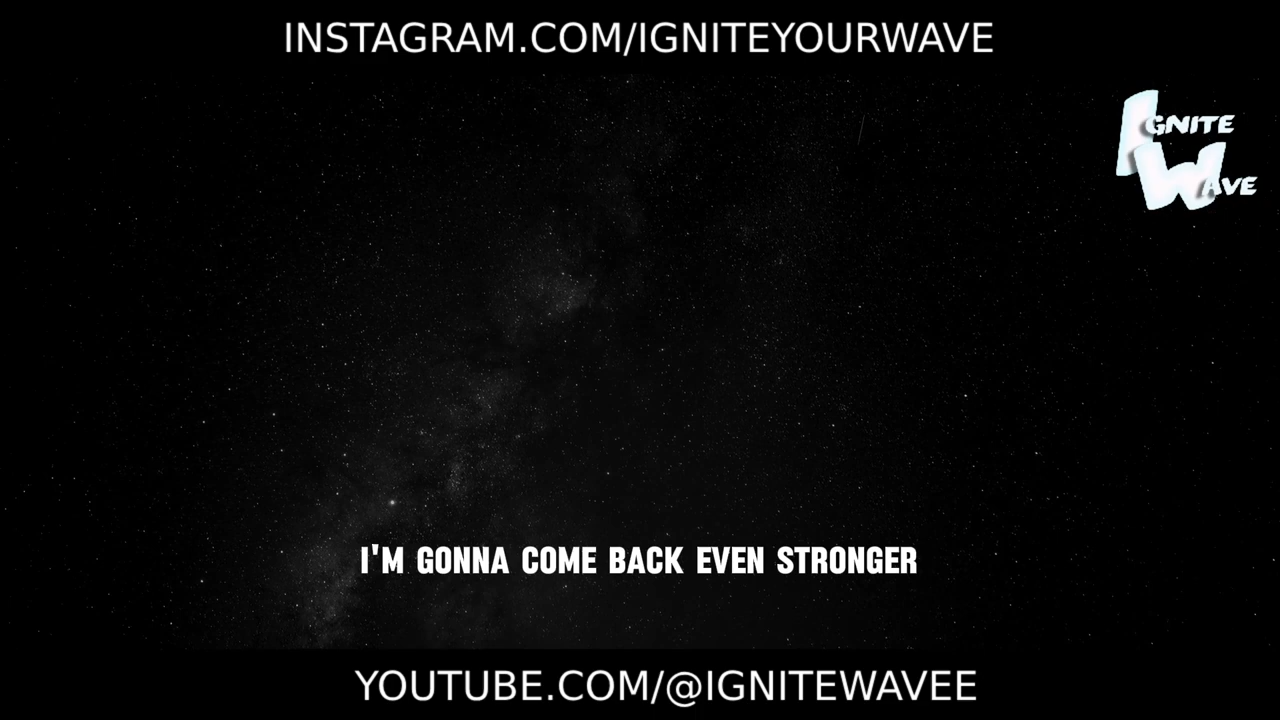 INSTAGRAM.COM/IGNITEYOURWAVE
IGNITE
WAVE
I'M GONNA COME BACK EVEN STRONGER
YOUTUBE.COM/@IGNITEWAVEE